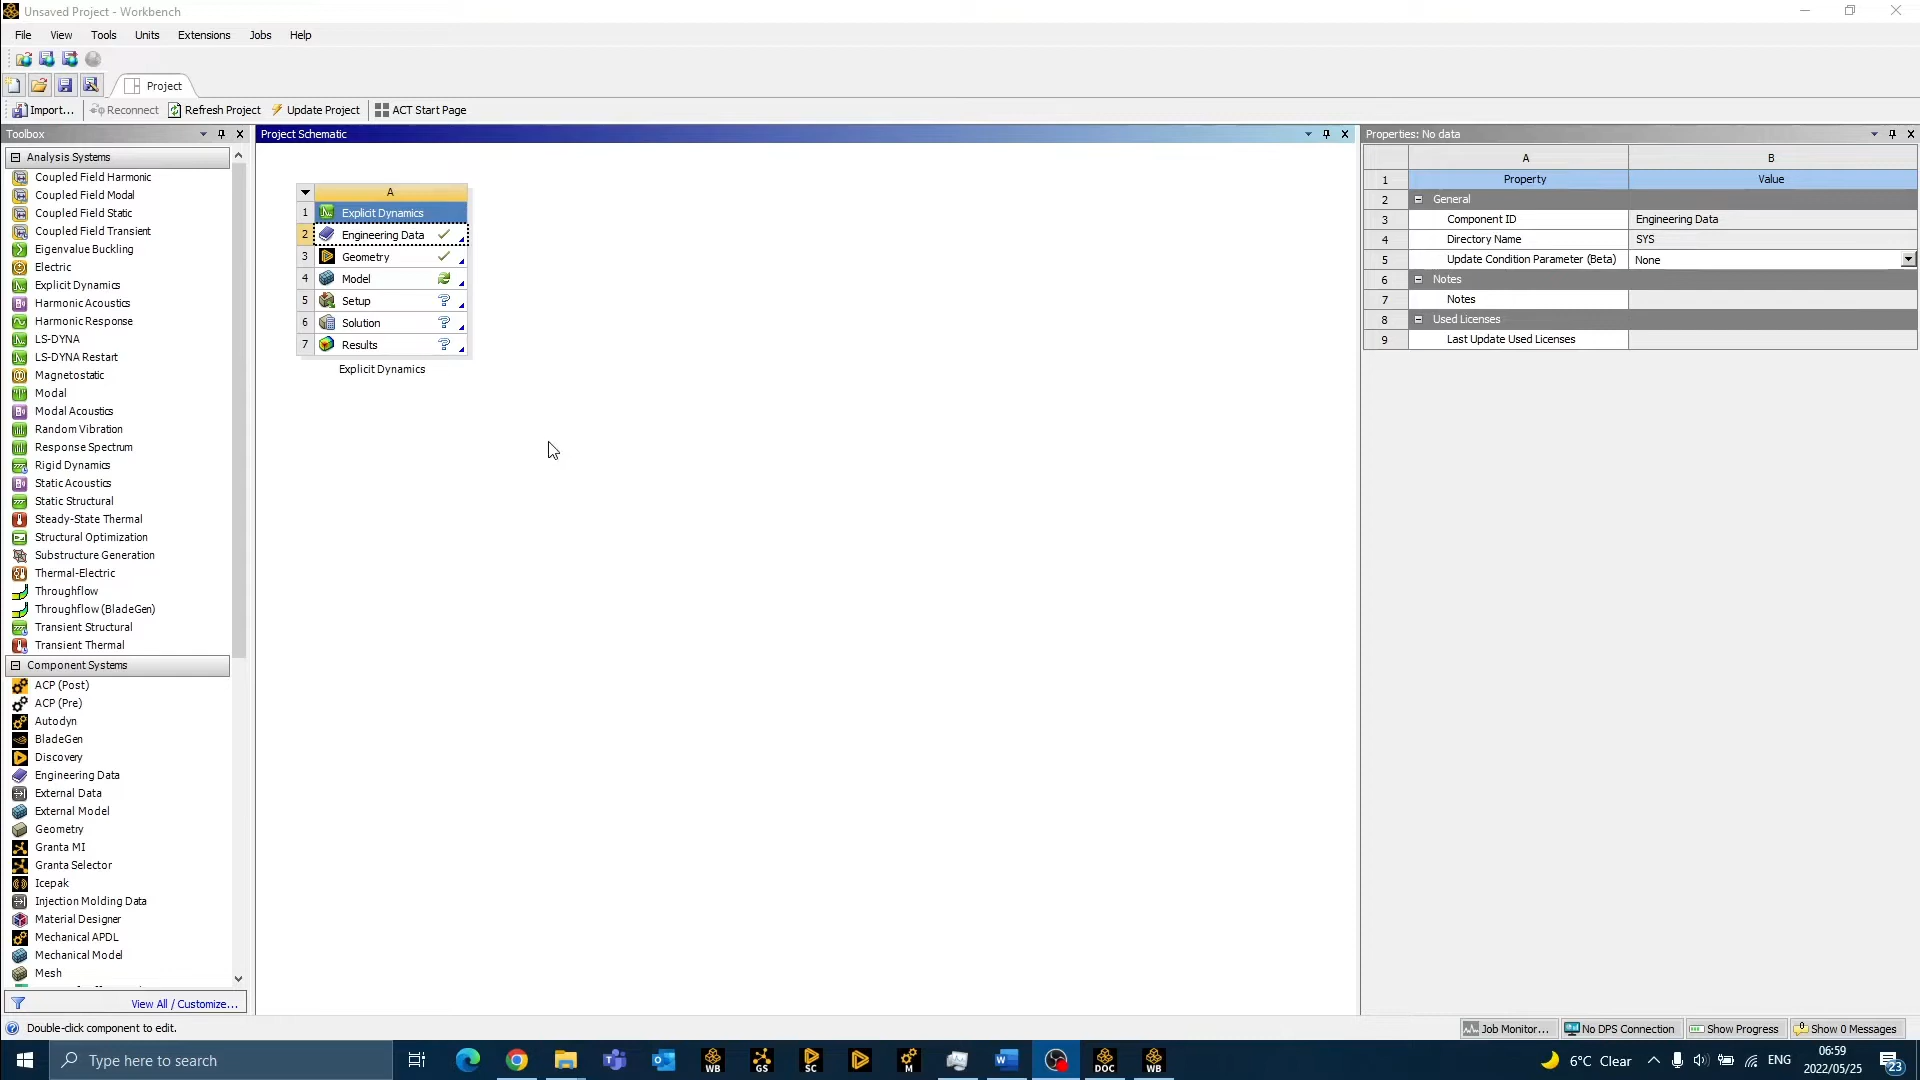 Unsaved Project - Workbench
File View Tools Units Extensions Jobs Help
Project
Import... Reconnect Refresh Project Update Project ACT Start Page
Toolbox
Analysis Systems
Coupled Field Harmonic
Coupled Field Modal
Coupled Field Static
Coupled Field Transient
Eigenvalue Buckling
Electric
Explicit Dynamics
Harmonic Acoustics
Harmonic Response
LS-DYNA
LS-DYNA Restart
Magnetostatic
Modal
Modal Acoustics
Random Vibration
Response Spectrum
Rigid Dynamics
Static Acoustics
Static Structural
Steady-State Thermal
Structural Optimization
Substructure Generation
Thermal-Electric
Throughflow
Throughflow (BladeGen)
Transient Structural
Transient Thermal
Component Systems
ACP (Post)
ACP (Pre)
Autodyn
BladeGen
Discovery
Engineering Data
External Data
External Model
Geometry
Granta MI
Granta Selector
Icepak
Injection Molding Data
Material Designer
Mechanical APDL
Mechanical Model
Mesh
View All / Customize...
Project Schematic
A
1 Explicit Dynamics
2 Engineering Data
3 Geometry
4 Model
5 Setup ?
6 Solution ?
7 Results ?
Explicit Dynamics
Properties: No data
A B
1 Property Value
2 General
3 Component ID Engineering Data
4 Directory Name SYS
5 Update Condition Parameter (Beta) None
6 Notes
7 Notes
8 Used Licenses
9 Last Update Used Licenses
Double-click component to edit.
Job Monitor... No DPS Connection Show Progress Show 0 Messages
Type here to search
WB GS SC M DOC WB
6°C Clear ENG
06:59
2022/05/25
23